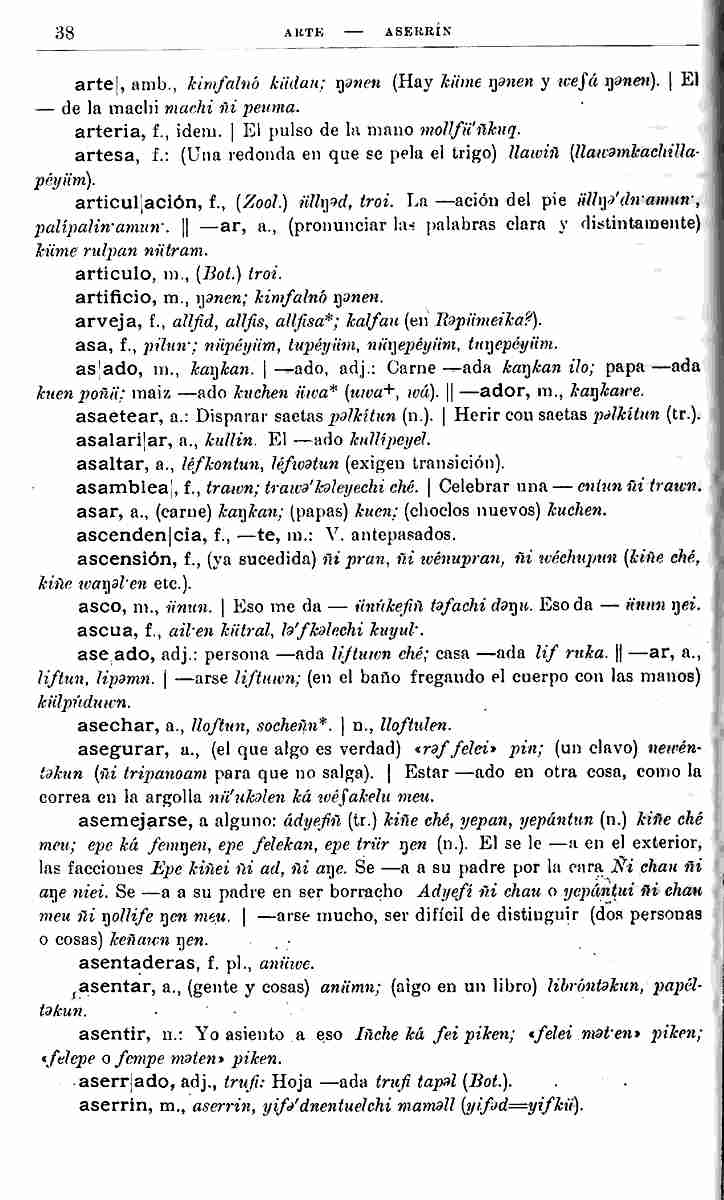 38 ARTE — ASERRÍN
arte|, amb., kimfalnó küdau; ŋənen (Hay küme ŋənen y weʃá ŋənen). | El
— de la machi machi ñi peuma.
arteria, f., idem. | El pulso de la mano mollfü'ñkuq.
artesa, f.: (Una redonda en que se pela el trigo) llawiñ (llawəmkachilla-
péyüm).
articul|ación, f., (Zool.) üllŋəd, troi. La —ación del pie üllŋə'dn·amun·,
palipalin·amun·. || —ar, a., (pronunciar las palabras clara y distintamente)
küme rulpan nütram.
artículo, m., (Bot.) troi.
artificio, m., ŋənen; kimfalnó ŋənen.
arveja, f., allfid, allfis, allfisa*; kalfau (en Rəpümeika?).
asa, f., pilun·; nüpéyüm, tupéyüm, nüŋepéyüm, tuŋepéyüm.
as|ado, m., kaŋkan. | —ado, adj.: Carne —ada kaŋkan ilo; papa —ada
kuen poñü; maiz —ado kuchen üwa* (uwa+, wá). || —ador, m., kaŋkawe.
asaetear, a.: Disparar saetas pəlkitun (n.). | Herir con saetas pəlkitun (tr.).
asalari|ar, a., kullin. El —ado kullipeyel.
asaltar, a., léfkontun, léfwətun (exigen transición).
asamblea|, f., trawn; trawə'kəleyechi ché. | Celebrar una — entun ñi trawn.
asar, a., (carne) kaŋkan; (papas) kuen; (choclos nuevos) kuchen.
ascenden|cia, f., —te, m.: V. antepasados.
ascensión, f., (ya sucedida) ñi pran, ñi wénupran, ñi wéchupun (kiñe ché,
kiñe waŋəl·en etc.).
asco, m., ünun. | Eso me da — ünúkefiñ təfachi dəŋu. Eso da — ünun ŋei.
ascua, f., ail·en kütral, lə'fkəlechi kuyul·.
ase|ado, adj.: persona —ada liftuwn ché; casa —ada lif ruka. || —ar, a.,
liftun, lipəmn. | —arse liftuwn; (en el baño fregando el cuerpo con las manos)
külpúduwn.
asechar, a., lloftun, socheñn*. | n., lloftulen.
asegurar, a., (el que algo es verdad) «rəf felei» pin; (un clavo) newén-
təkun (ñi tripanoam para que no salga). | Estar —ado en otra cosa, como la
correa en la argolla nü'ukəlen ká wéʃakelu meu.
asemejarse, a alguno: ádyefiñ (tr.) kiñe ché, yepan, yepántun (n.) kiñe ché
meu; epe ká femŋen, epe felekan, epe trür ŋen (n.). El se le —a en el exterior,
las facciones Epe kiñei ñi ad, ñi aŋe. Se —a a su padre por la cara Ñi chau ñi
aŋe niei. Se —a a su padre en ser borracho Adyefi ñi chau o yepántui ñi chau
meu ñi ŋollife ŋen meu. | —arse mucho, ser difícil de distinguir (dos personas
o cosas) keñawn ŋen.
asentaderas, f. pl., anüwe.
asentar, a., (gente y cosas) anümn; (algo en un libro) libróntəkun, papél-
təkun.
asentir, n.: Yo asiento a eso Iñche ká fei piken; «felei mət·en» piken;
«felepe o fempe məten» piken.
aserr|ado, adj., trufi: Hoja —ada trufi tapəl (Bot.).
aserrin, m., aserrin, yifə'dnentuelchi maməll (yifəd=yifkü).